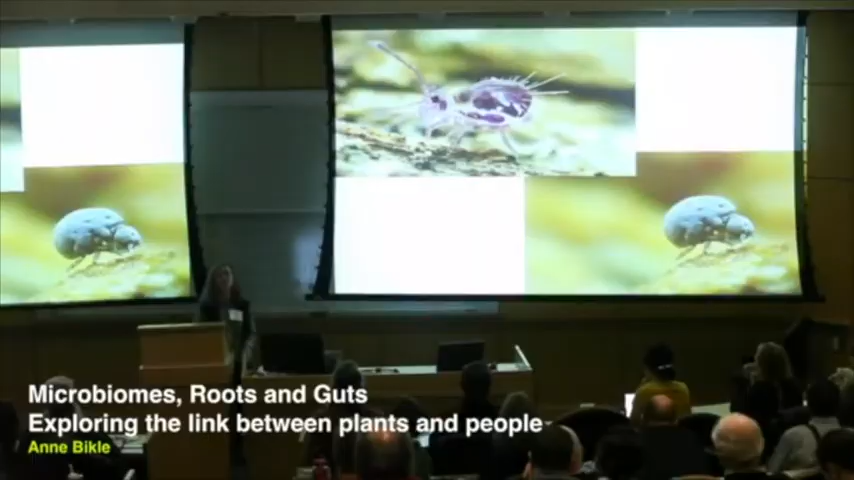 Microbiomes, Roots and Guts
Exploring the link between plants and people
Anne Bikle